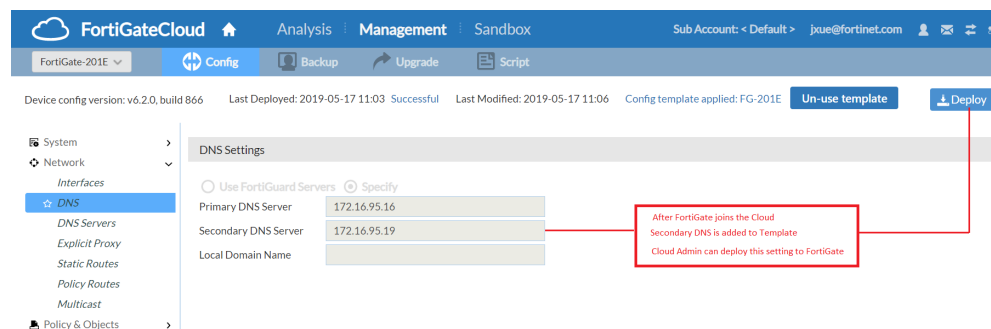 FortiGateCloud Analysis Management Sandbox Sub Account: < Default > jxue@fortinet.com
FortiGate-201E Config Backup Upgrade Script
Device config version: v6.2.0, build 866 Last Deployed: 2019-05-17 11:03 Successful Last Modified: 2019-05-17 11:06 Config template applied: FG-201E Un-use template Deploy
System
Network
Interfaces
DNS
DNS Servers
Explicit Proxy
Static Routes
Policy Routes
Multicast
Policy & Objects
DNS Settings
Use FortiGuard Servers Specify
Primary DNS Server 172.16.95.16
Secondary DNS Server 172.16.95.19
Local Domain Name
After FortiGate joins the Cloud
Secondary DNS is added to Template
Cloud Admin can deploy this setting to FortiGate